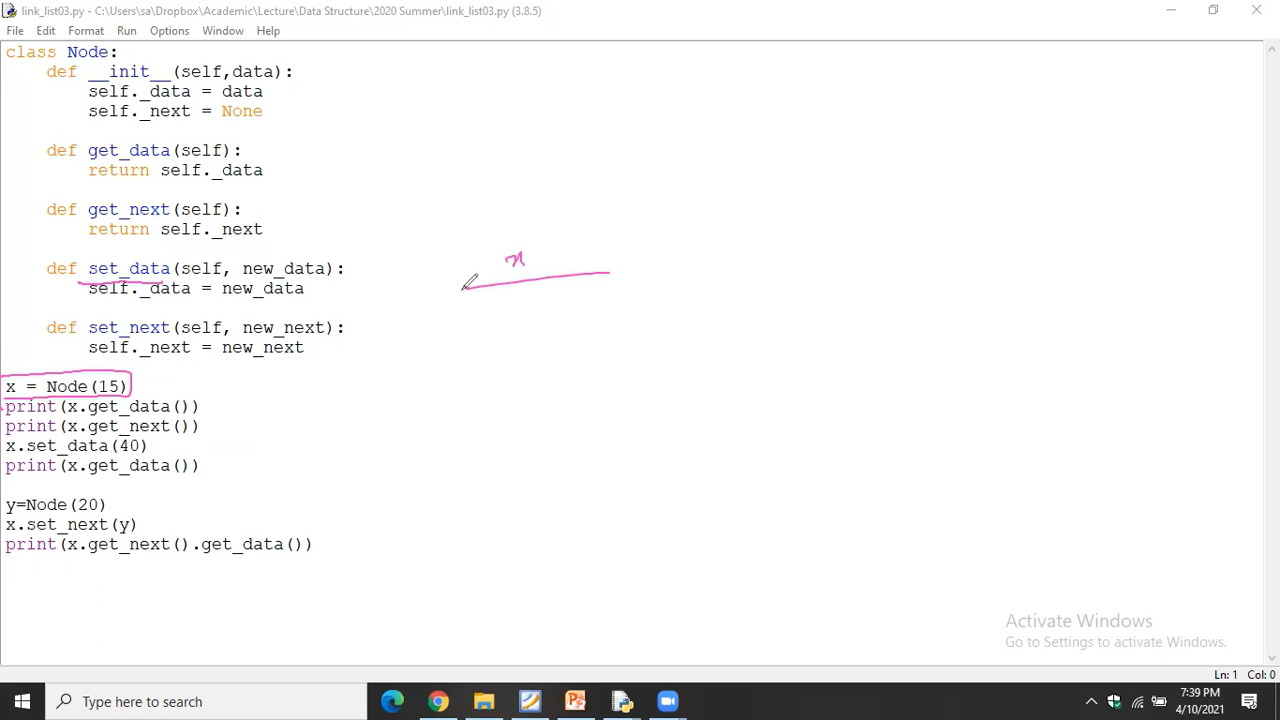 link_list03.py - C:\Users\sa\Dropbox\Academic\Lecture\Data Structure\2020 Summer\link_list03.py (3.8.5)
File Edit Format Run Options Window Help
class Node:
    def __init__(self,data):
        self._data = data
        self._next = None
    def get_data(self):
        return self._data
    def get_next(self):
        return self._next
    def set_data(self, new_data):
        self._data = new_data
    def set_next(self, new_next):
        self._next = new_next
x
x = Node(15)
print(x.get_data())
print(x.get_next())
x.set_data(40)
print(x.get_data())
y=Node(20)
x.set_next(y)
print(x.get_next().get_data())
Activate Windows
Go to Settings to activate Windows.
Ln: 1 Col: 0
Type here to search
7:39 PM
4/10/2021